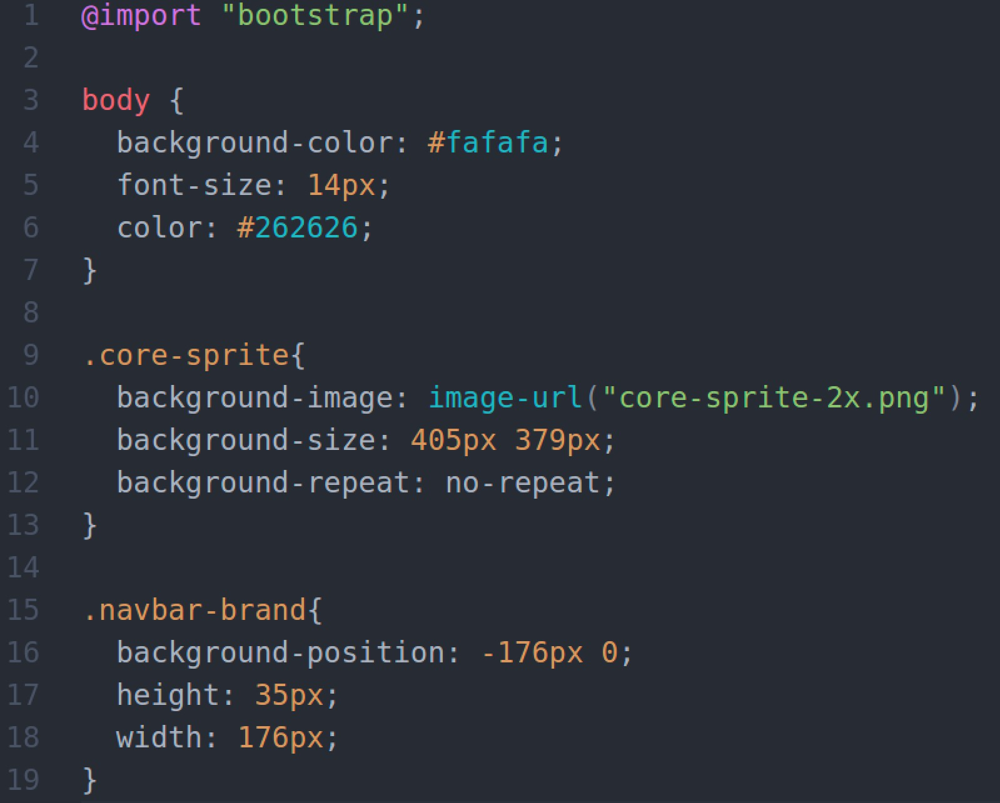 1 @import "bootstrap";
2
3 body {
4   background-color: #fafafa;
5   font-size: 14px;
6   color: #262626;
7 }
8
9 .core-sprite{
10   background-image: image-url("core-sprite-2x.png");
11   background-size: 405px 379px;
12   background-repeat: no-repeat;
13 }
14
15 .navbar-brand{
16   background-position: -176px 0;
17   height: 35px;
18   width: 176px;
19 }